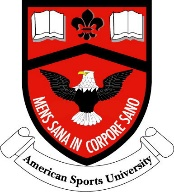 MENS SANA IN CORPORE SANO
American Sports University